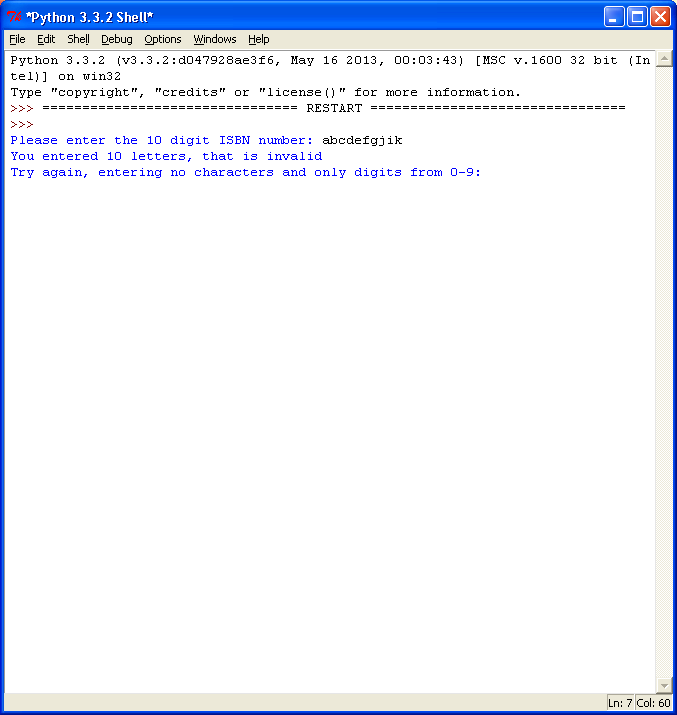 *Python 3.3.2 Shell*
File Edit Shell Debug Options Windows Help
Python 3.3.2 (v3.3.2:d047928ae3f6, May 16 2013, 00:03:43) [MSC v.1600 32 bit (In
tel)] on win32
Type "copyright", "credits" or "license()" for more information.
>>> ================================ RESTART ================================
>>>
Please enter the 10 digit ISBN number: abcdefgjik
You entered 10 letters, that is invalid
Try again, entering no characters and only digits from 0-9:
Ln: 7 Col: 60